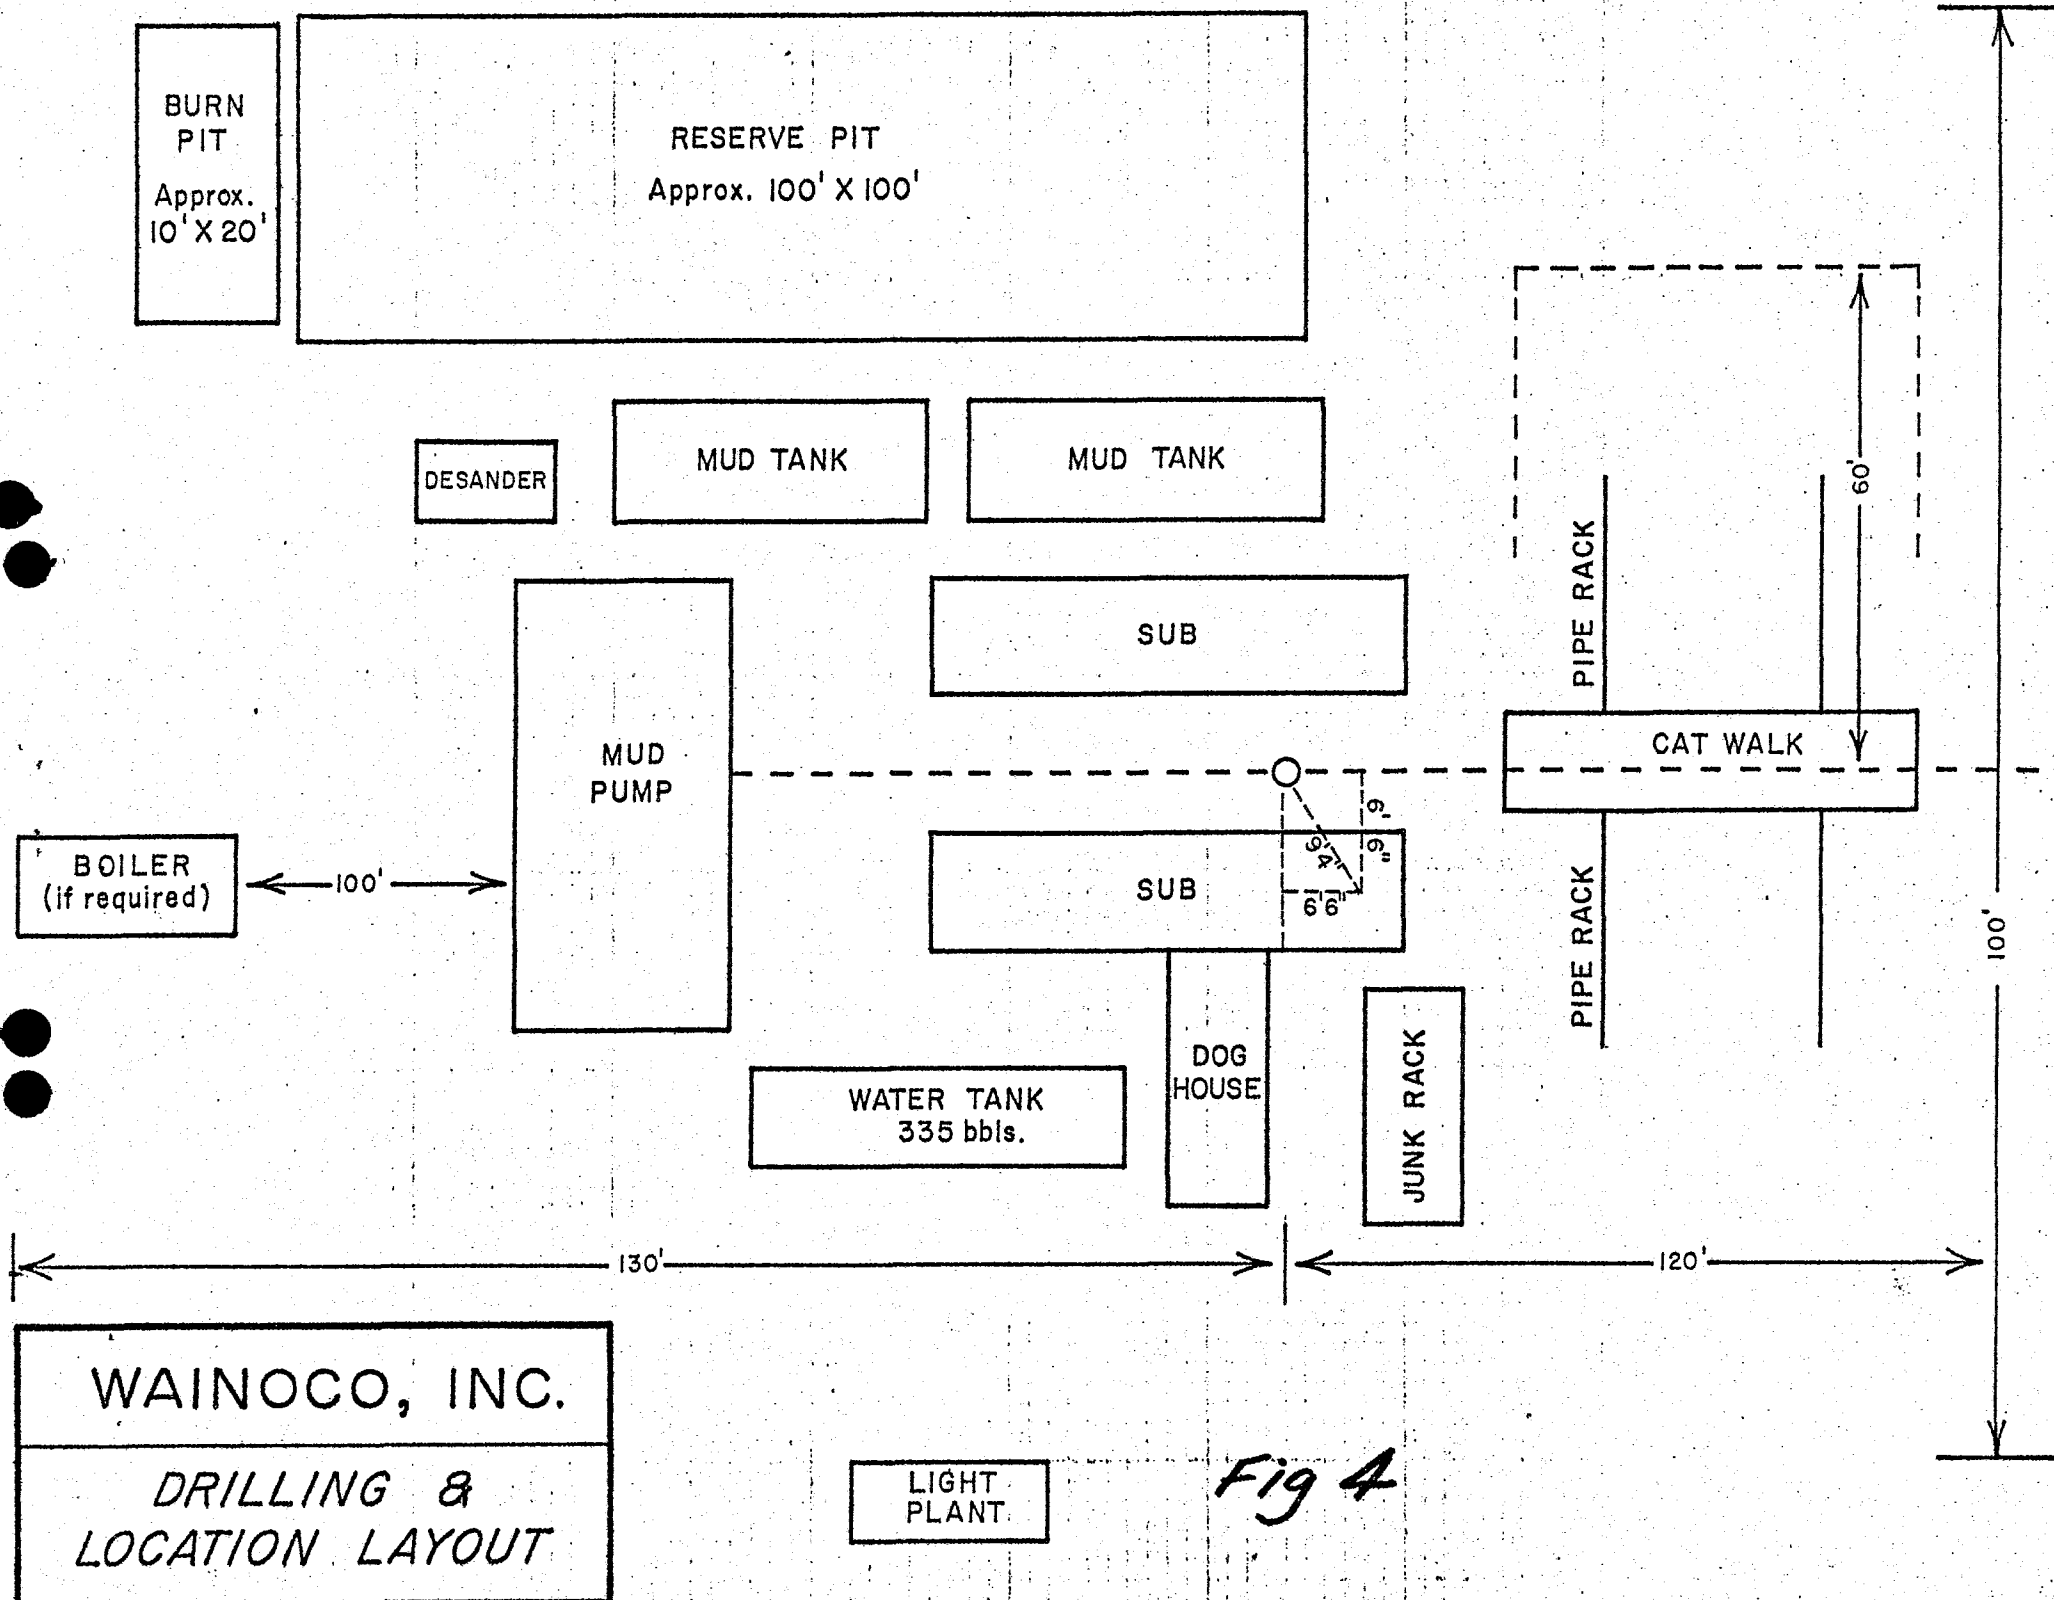 BURN
PIT
Approx.
10' X 20'
RESERVE PIT
Approx. 100' X 100'
DESANDER
MUD TANK
MUD TANK
60'
PIPE RACK
SUB
MUD
PUMP
CAT WALK
9'
9"
9'4"
6'6"
SUB
BOILER
(if required)
100'
PIPE RACK
100'
DOG
HOUSE
JUNK RACK
WATER TANK
335 bbls.
130'
120'
WAINOCO, INC.
DRILLING &
LOCATION LAYOUT
LIGHT
PLANT
Fig 4